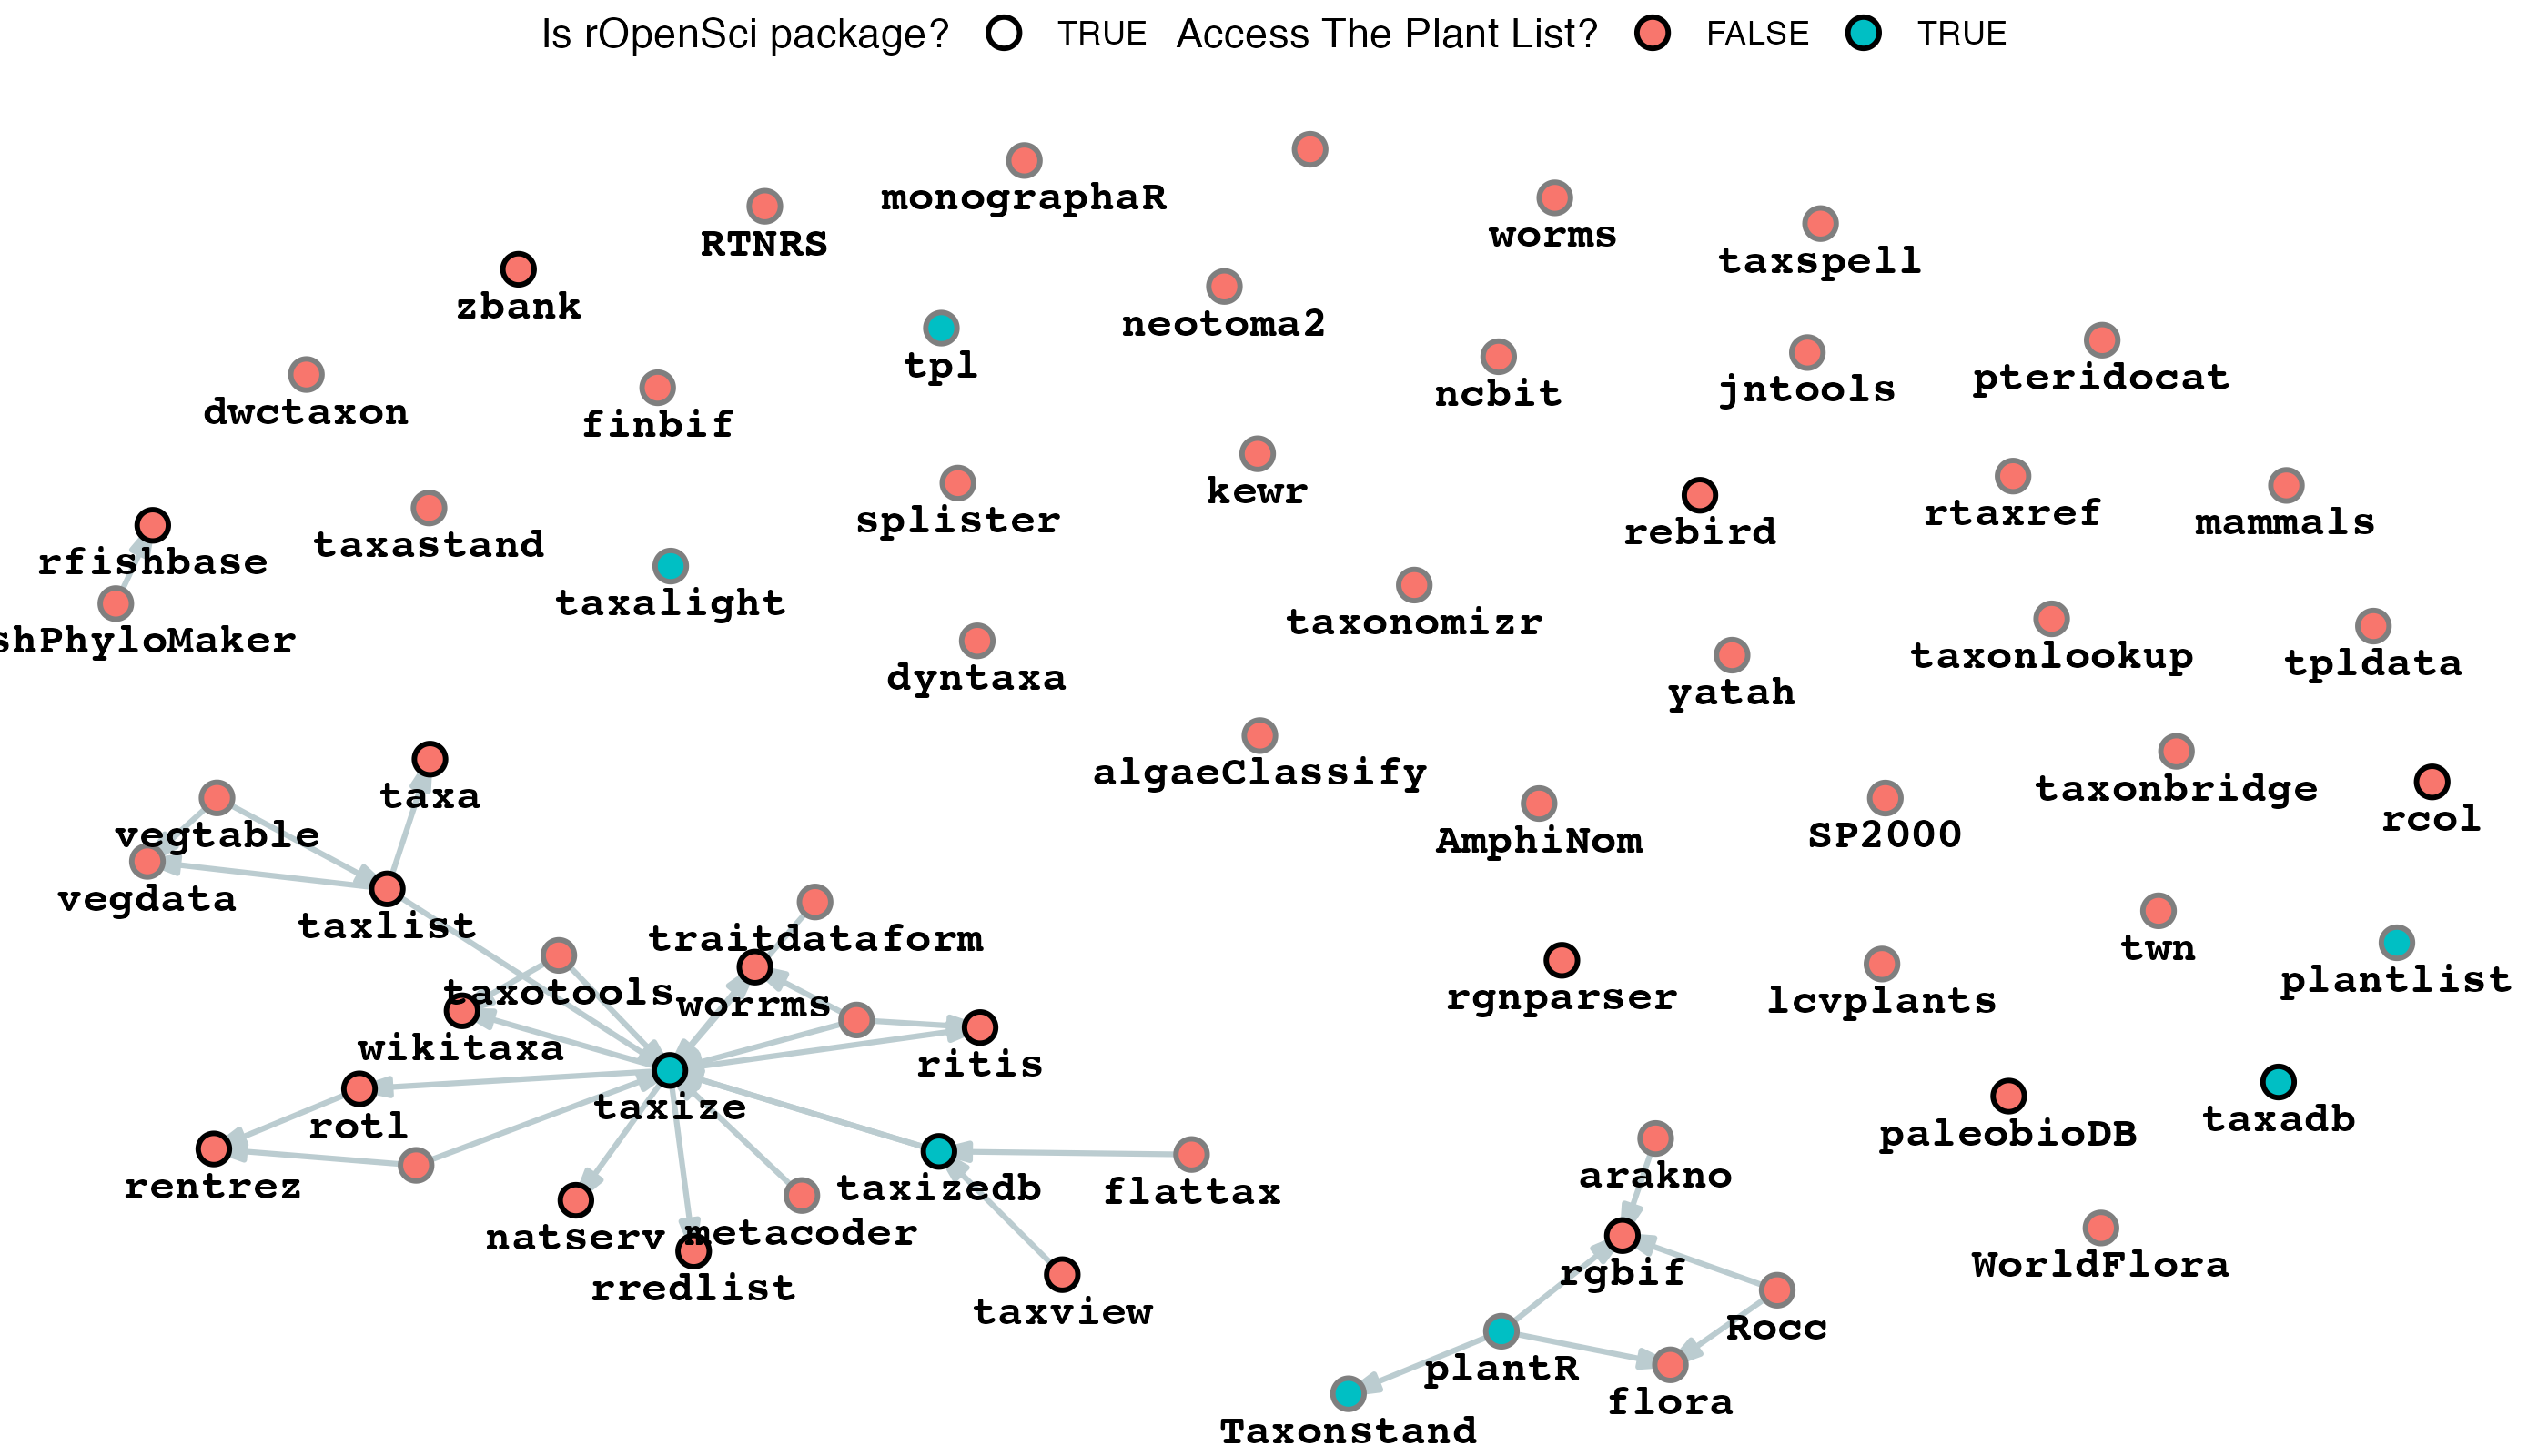 Is rOpenSci package? TRUE Access The Plant List? FALSE TRUE
monographaR
RTNRS
worms
taxspell
zbank
neotoma2
tpl
ncbit
jntools
pteridocat
dwctaxon
finbif
kewr
splister
rebird
rtaxref
mammals
rfishbase
taxastand
taxalight
taxonomizr
shPhyloMaker
dyntaxa
yatah
taxonlookup
tpldata
algaeClassify
taxa
vegtable
AmphiNom
SP2000
taxonbridge
rcol
vegdata
taxlist
traitdataform
twn
plantlist
taxotools
worrms
rgnparser
lcvplants
wikitaxa
ritis
taxize
rotl
paleobioDB
taxadb
rentrez
taxizedb
flattax
arakno
natserv
metacoder
rredlist
taxview
rgbif
WorldFlora
Rocc
plantR
flora
Taxonstand